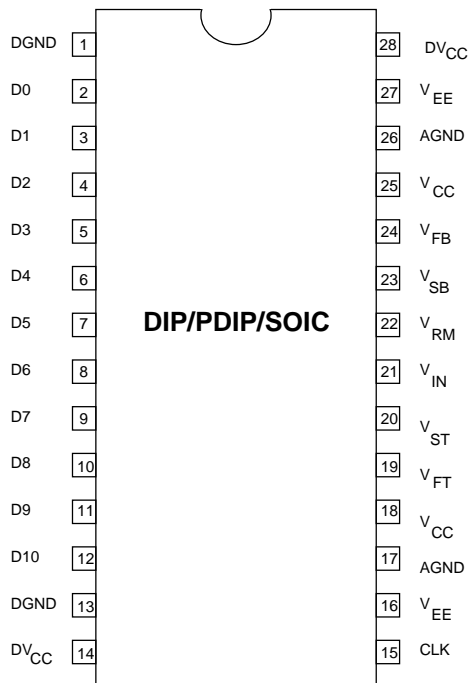 DGND 1 28 DVCC
D0 2 27 VEE
D1 3 26 AGND
D2 4 25 VCC
D3 5 24 VFB
D4 6 23 VSB
D5 7 DIP/PDIP/SOIC 22 VRM
D6 8 21 VIN
D7 9 20 VST
D8 10 19 VFT
D9 11 18 VCC
D10 12 17 AGND
DGND 13 16 VEE
DVCC 14 15 CLK